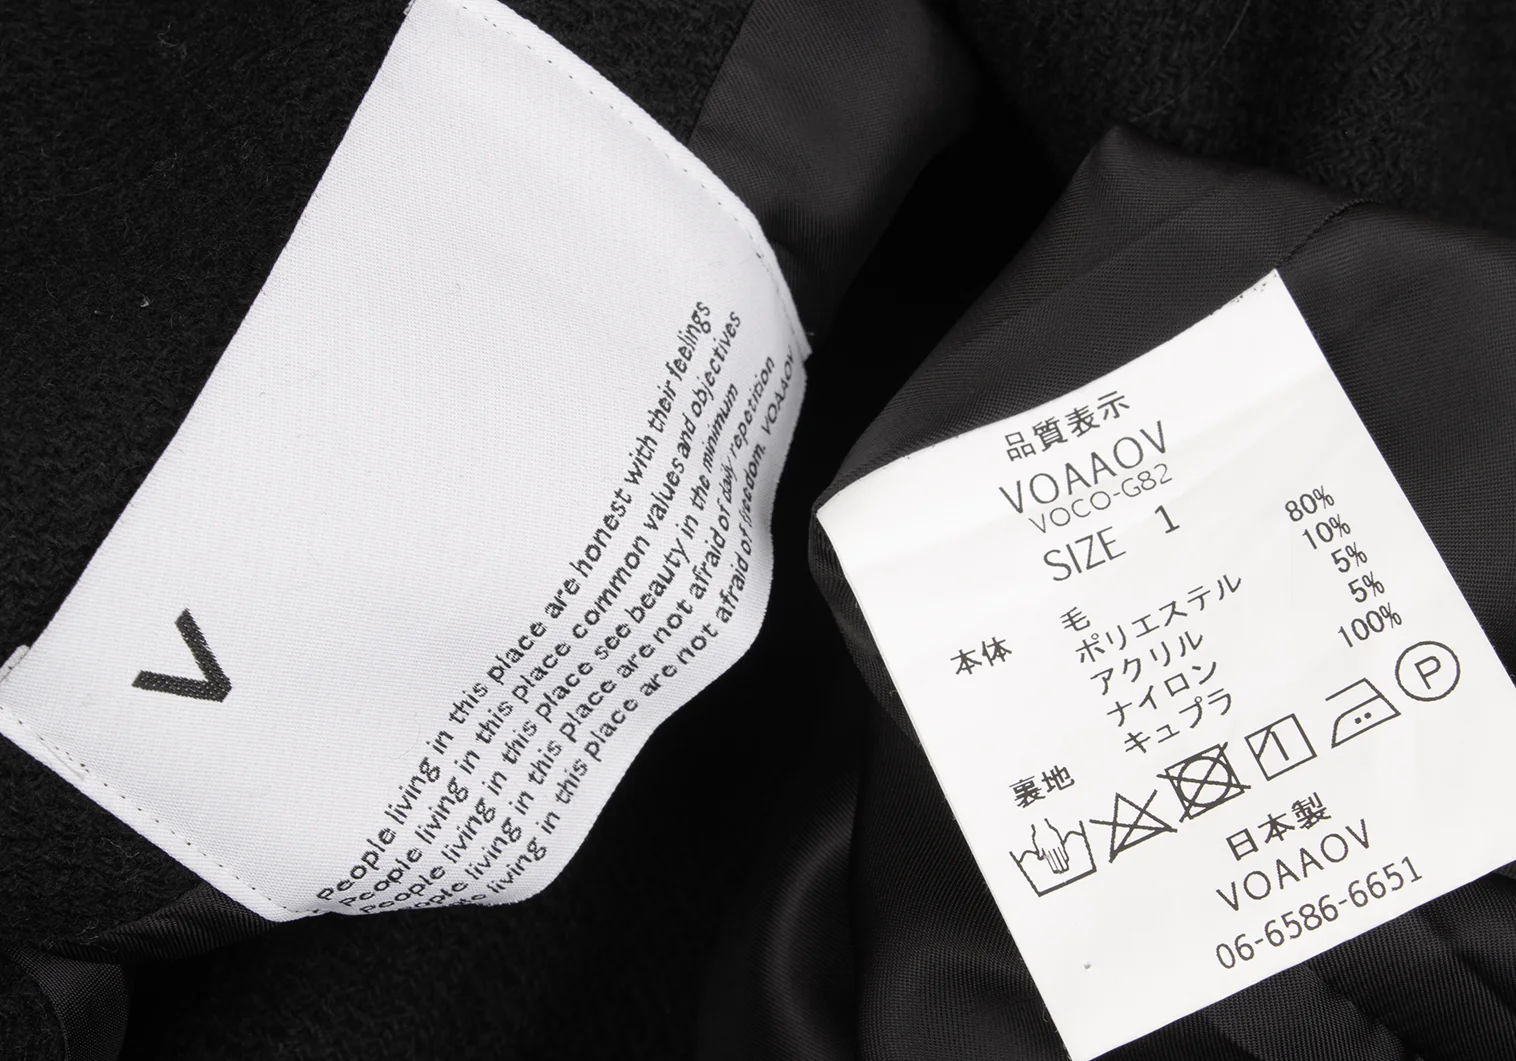 V
People living in this place are honest with their feelings
People living in this place common values and objectives
People living in this place see beauty in the minimum
People living in this place are not afraid of daily repetition
People living in this place are not afraid of freedom. VOAAOV
品質表示
VOAAOV
VOCO-G82
SIZE 1
本体 毛 80%
ポリエステル 10%
アクリル 5%
ナイロン 5%
裏地 キュプラ 100%
P
日本製
VOAAOV
06-6586-6651